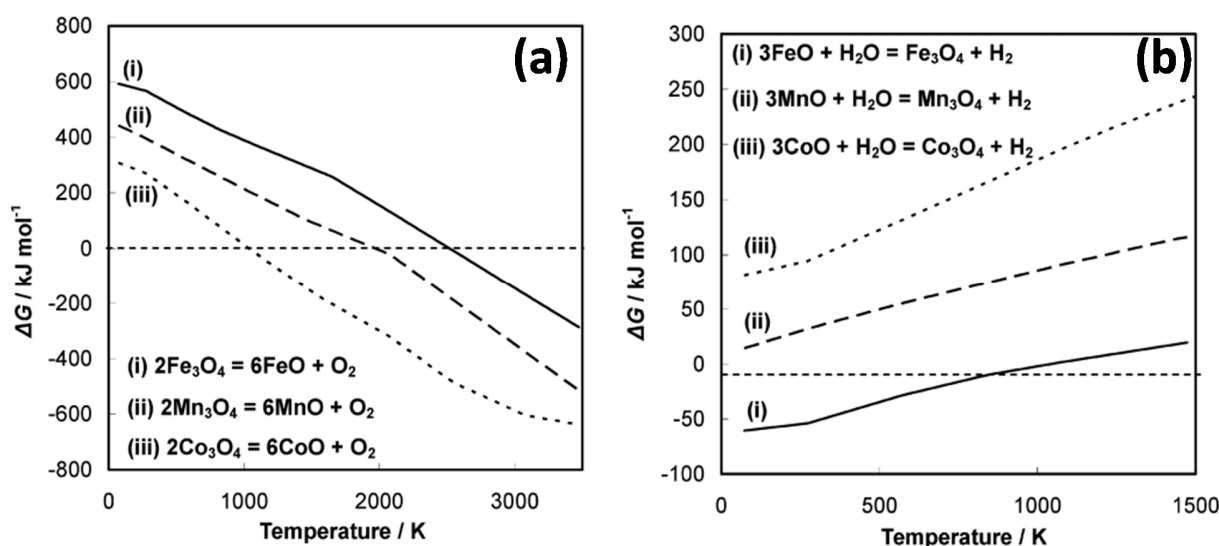 (a)
800
600
400
200
0
-200
-400
-600
-800
ΔG / kJ mol⁻¹
(i)
(ii)
(iii)
(i) 2Fe₃O₄ = 6FeO + O₂
(ii) 2Mn₃O₄ = 6MnO + O₂
(iii) 2Co₃O₄ = 6CoO + O₂
0 1000 2000 3000
Temperature / K
(b)
300
250
200
150
100
50
0
-50
-100
ΔG / kJ mol⁻¹
(i) 3FeO + H₂O = Fe₃O₄ + H₂
(ii) 3MnO + H₂O = Mn₃O₄ + H₂
(iii) 3CoO + H₂O = Co₃O₄ + H₂
(iii)
(ii)
(i)
0 500 1000 1500
Temperature / K